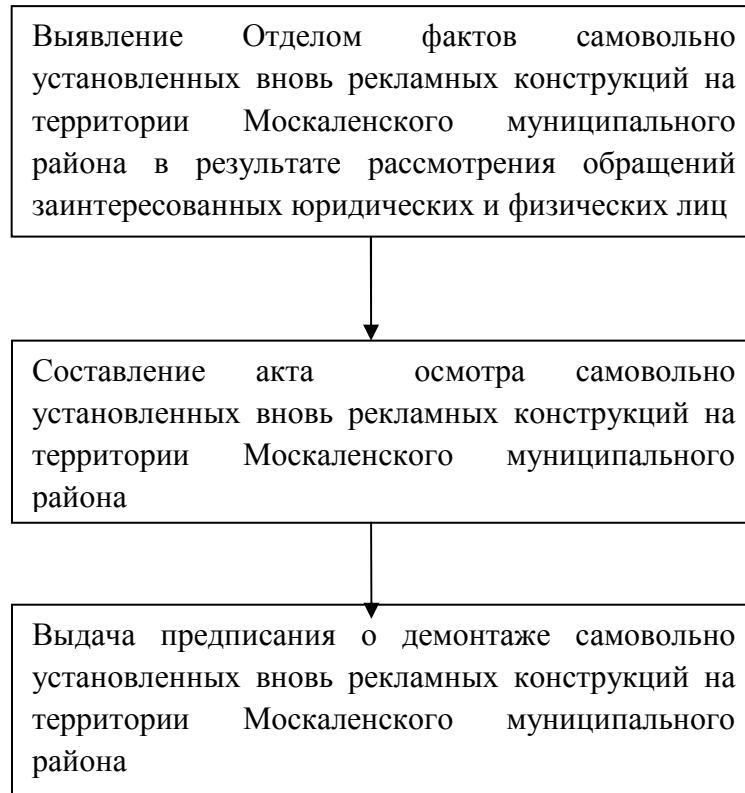 Выявление Отделом фактов самовольно
установленных вновь рекламных конструкций на
территории Москаленского муниципального
района в результате рассмотрения обращений
заинтересованных юридических и физических лиц
Составление акта осмотра самовольно
установленных вновь рекламных конструкций на
территории Москаленского муниципального
района
Выдача предписания о демонтаже самовольно
установленных вновь рекламных конструкций на
территории Москаленского муниципального
района